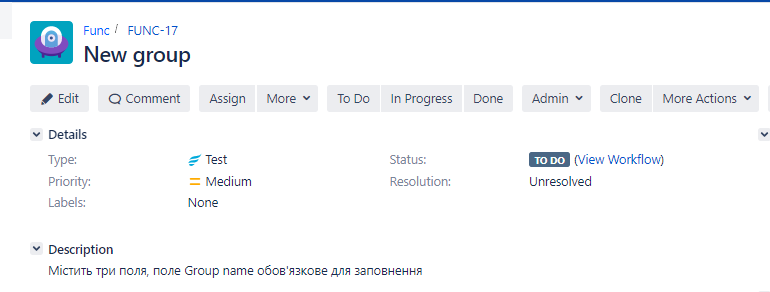 Func / FUNC-17
New group
Edit Comment Assign More To Do In Progress Done Admin Clone More Actions
Details
Type: Test Status: TO DO (View Workflow)
Priority: Medium Resolution: Unresolved
Labels: None
Description
Містить три поля, поле Group name обов'язкове для заповнення